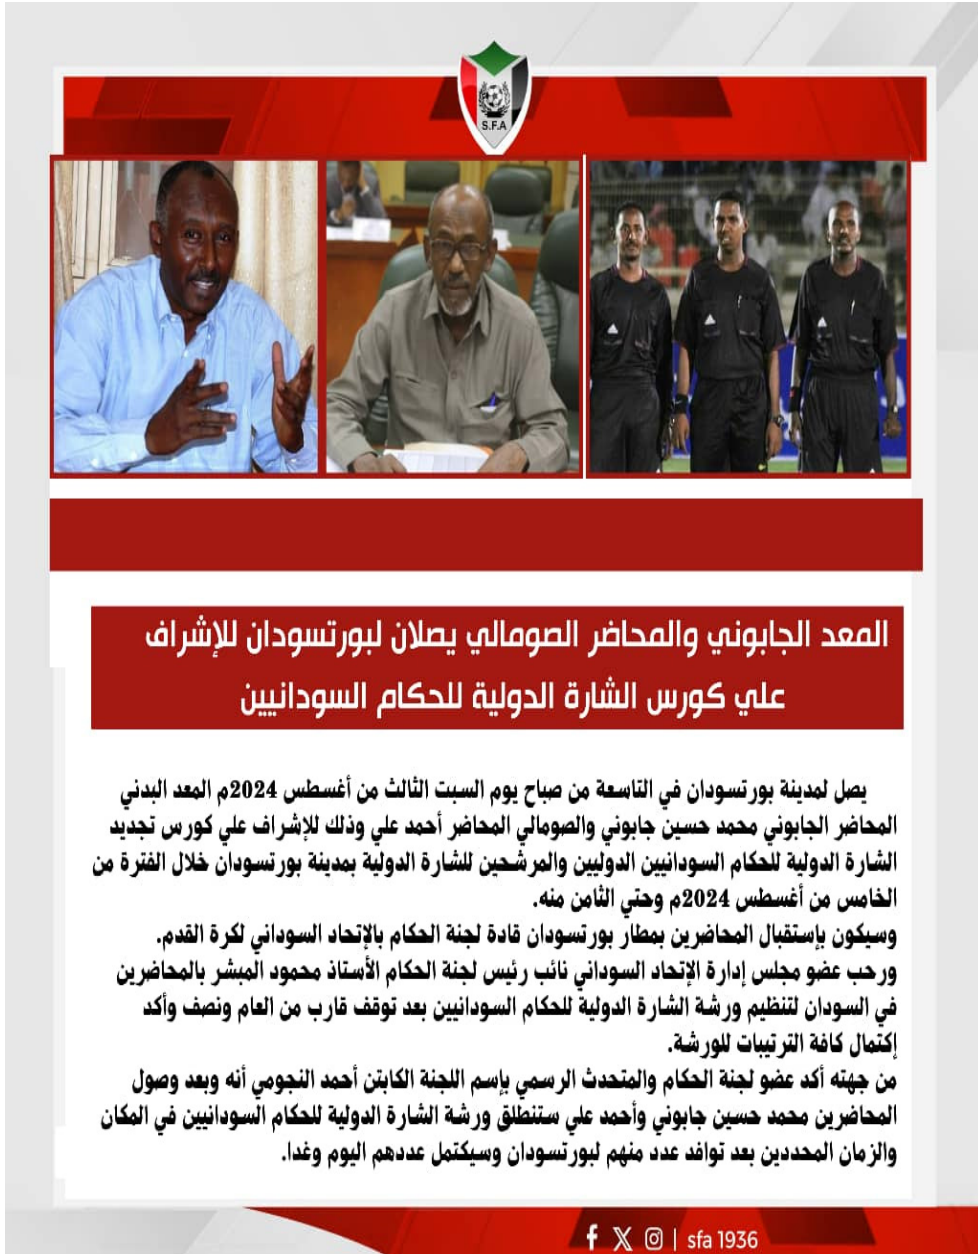 S.F.A
المعد الجابوني والمحاضر الصومالي يصلان لبورتسودان للإشراف
علي كورس الشارة الدولية للحكام السودانيين
يصل لمدينة بورتسودان في التاسعة من صباح يوم السبت الثالث من أغسطس 2024م المعد البدني
المحاضر الجابوني محمد حسين جابوني والصومالي المحاضر أحمد علي وذلك للإشراف علي كورس تجديد
الشارة الدولية للحكام السودانيين الدوليين والمرشحين للشارة الدولية بمدينة بورتسودان خلال الفترة من
الخامس من أغسطس 2024م وحتي الثامن منه.
وسيكون بإستقبال المحاضرين بمطار بورتسودان قادة لجنة الحكام بالإتحاد السوداني لكرة القدم.
ورحب عضو مجلس إدارة الإتحاد السوداني نائب رئيس لجنة الحكام الأستاذ محمود المبشر بالمحاضرين
في السودان لتنظيم ورشة الشارة الدولية للحكام السودانيين بعد توقف قارب من العام ونصف وأكد
إكتمال كافة الترتيبات للورشة.
من جهته أكد عضو لجنة الحكام والمتحدث الرسمي بإسم اللجنة الكابتن أحمد النجومي أنه وبعد وصول
المحاضرين محمد حسين جابوني وأحمد علي ستنطلق ورشة الشارة الدولية للحكام السودانيين في المكان
والزمان المحددين بعد توافد عدد منهم لبورتسودان وسيكتمل عددهم اليوم وغدا.
sfa 1936